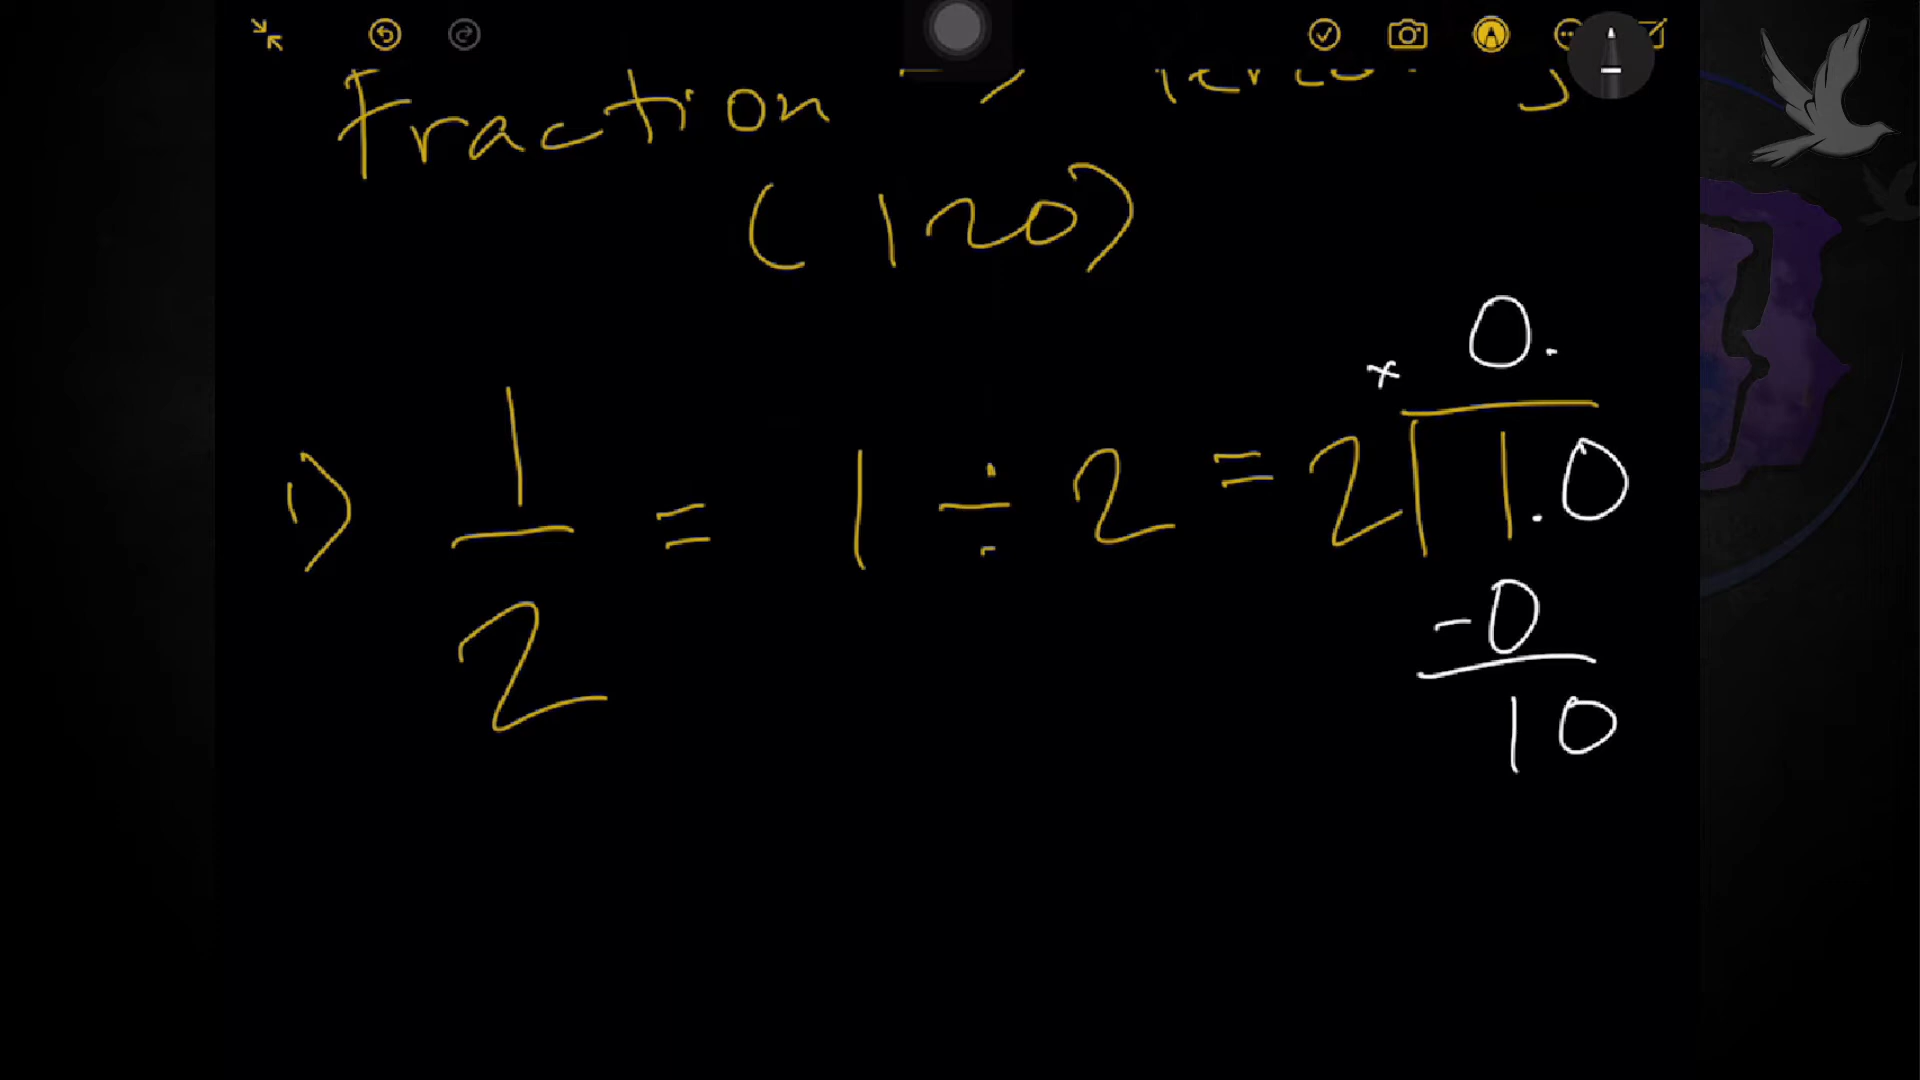 Fraction
(120)
0.
×
1) 1/2 = 1 ÷ 2 = 2 1.0
-0
10